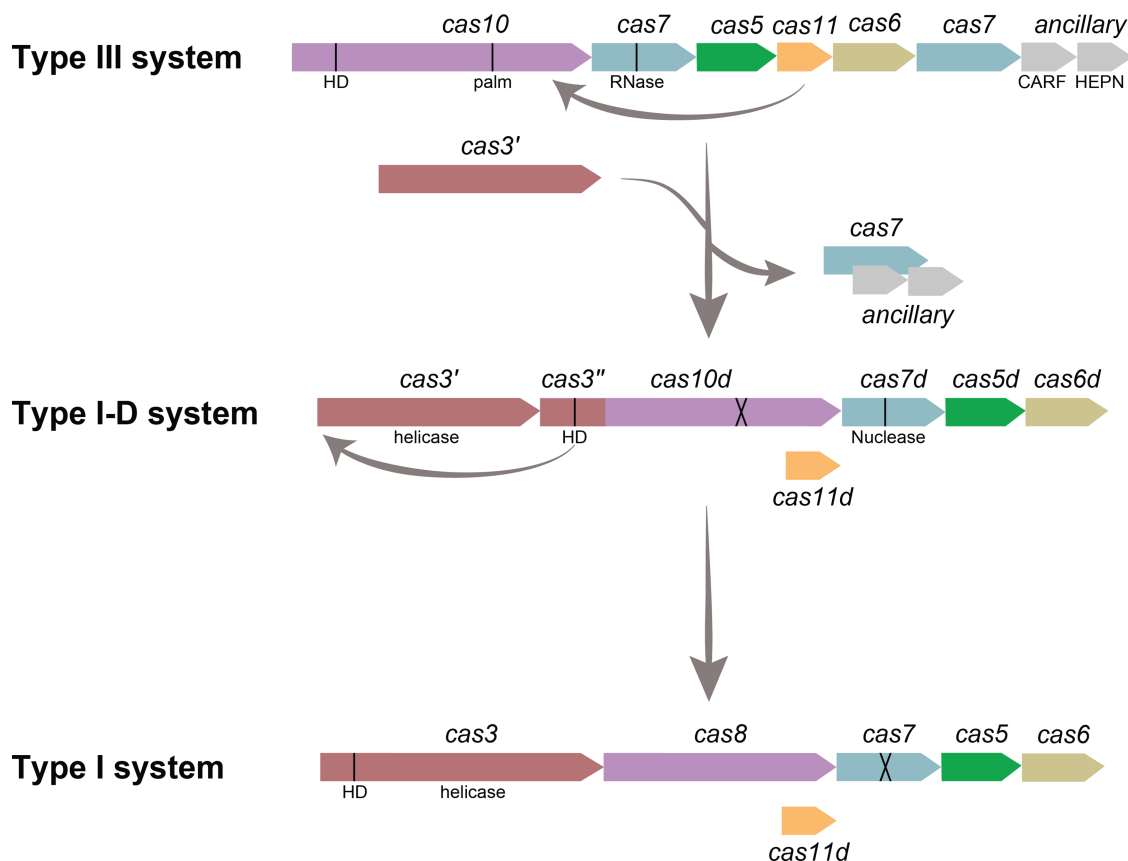 cas10 cas7 cas5 cas11 cas6 cas7 ancillary
Type III system
HD palm RNase CARF HEPN
cas3'
cas7
ancillary
cas3' cas3" cas10d cas7d cas5d cas6d
Type I-D system
helicase HD Nuclease
cas11d
cas3 cas8 cas7 cas5 cas6
Type I system
HD helicase
cas11d